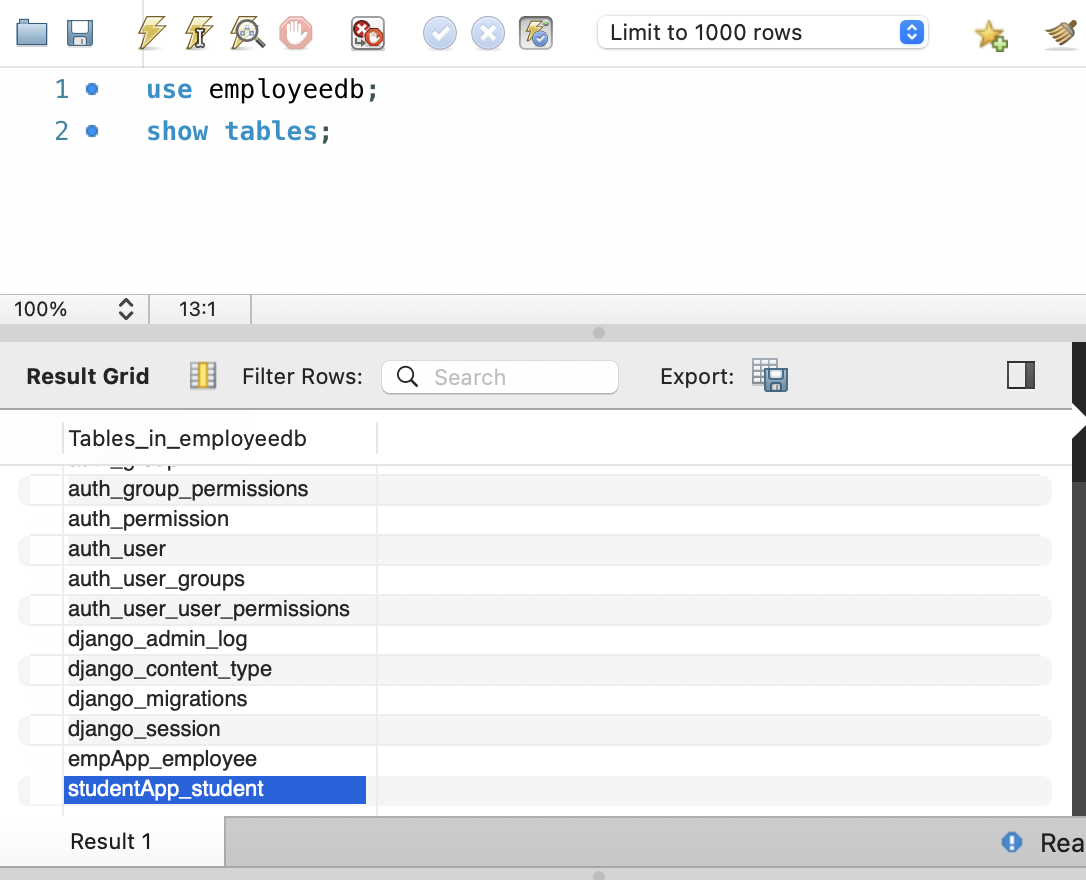 Limit to 1000 rows
1 use employeedb;
2 show tables;
100% 13:1
Result Grid Filter Rows: Search Export:
Tables_in_employeedb
auth_group_permissions
auth_permission
auth_user
auth_user_groups
auth_user_user_permissions
django_admin_log
django_content_type
django_migrations
django_session
empApp_employee
studentApp_student
Result 1 Rea